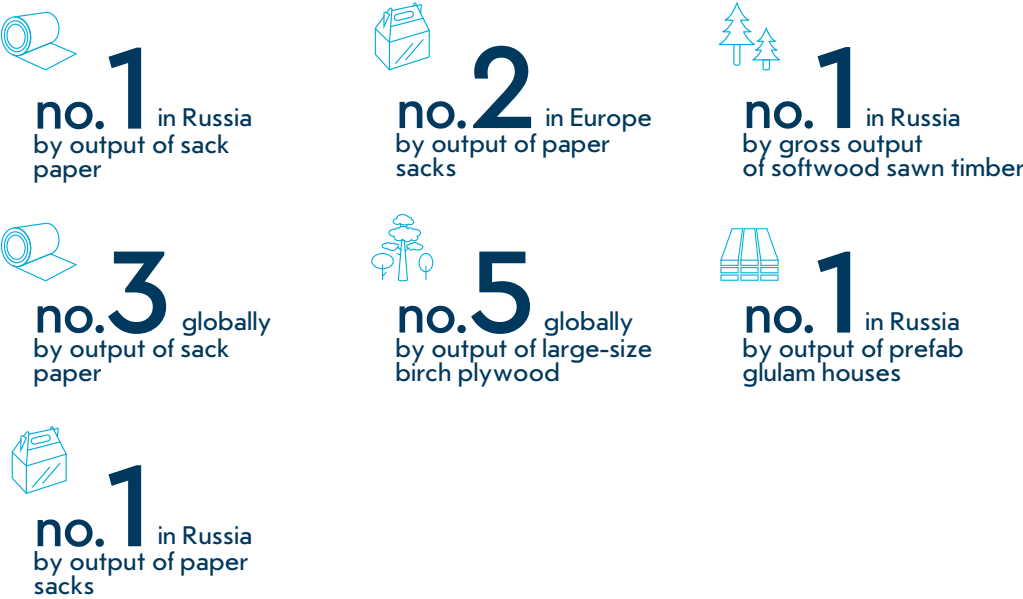 no.1 in Russia
by output of sack
paper
no.2 in Europe
by output of paper
sacks
no.1 in Russia
by gross output
of softwood sawn timber
no.3 globally
by output of sack
paper
no.5 globally
by output of large-size
birch plywood
no.1 in Russia
by output of prefab
glulam houses
no.1 in Russia
by output of paper
sacks